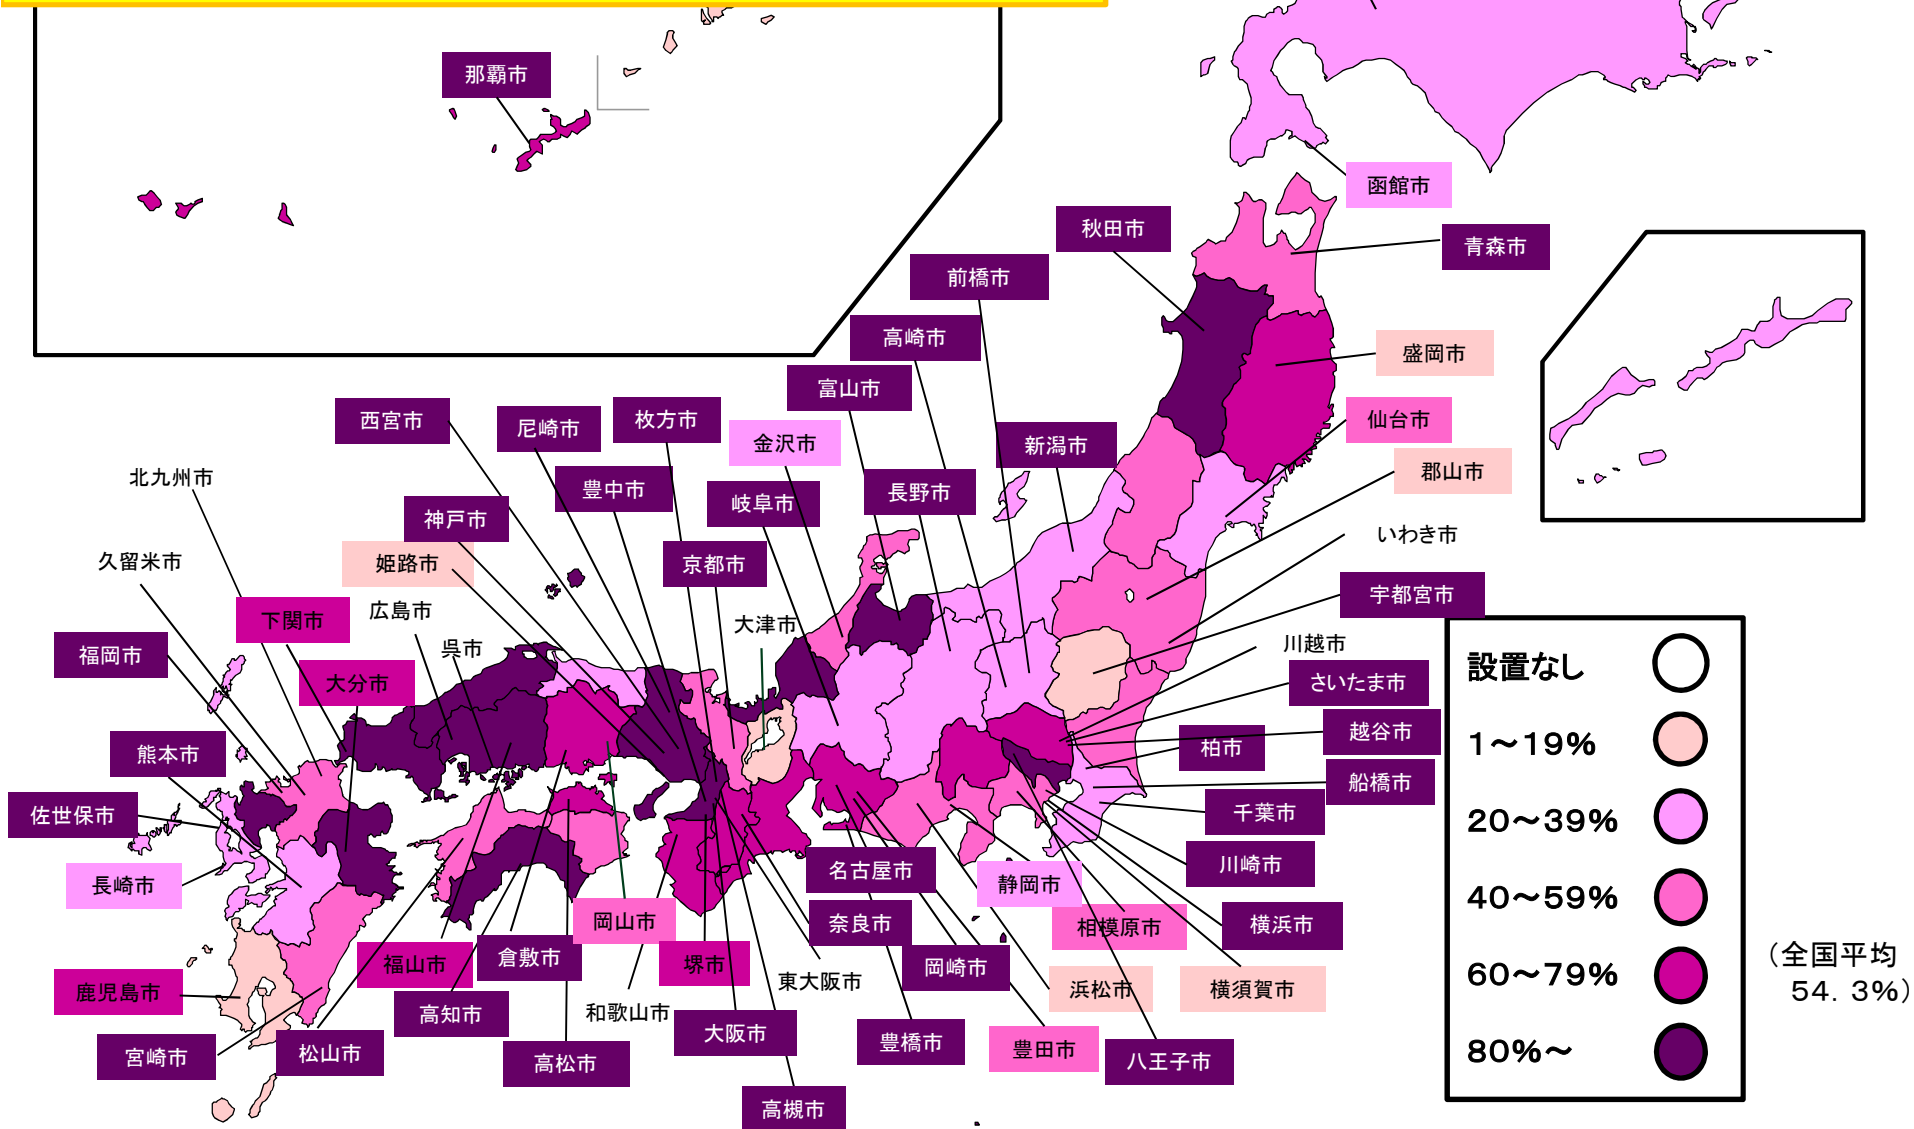 那覇市
函館市
秋田市
青森市
前橋市
高崎市
盛岡市
富山市
西宮市
尼崎市
枚方市
金沢市
新潟市
仙台市
郡山市
北九州市
豊中市
岐阜市
長野市
神戸市
いわき市
久留米市
姫路市
京都市
宇都宮市
下関市
広島市
大津市
福岡市
呉市
川越市
大分市
さいたま市
越谷市
熊本市
柏市
船橋市
佐世保市
千葉市
長崎市
名古屋市
静岡市
川崎市
岡山市
奈良市
相模原市
横浜市
福山市
倉敷市
堺市
東大阪市
岡崎市
鹿児島市
浜松市
横須賀市
高知市
和歌山市
大阪市
豊橋市
豊田市
宮崎市
松山市
高松市
八王子市
高槻市
設置なし
1～19%
20～39%
40～59%
60～79%
80%～
（全国平均
54．3%）